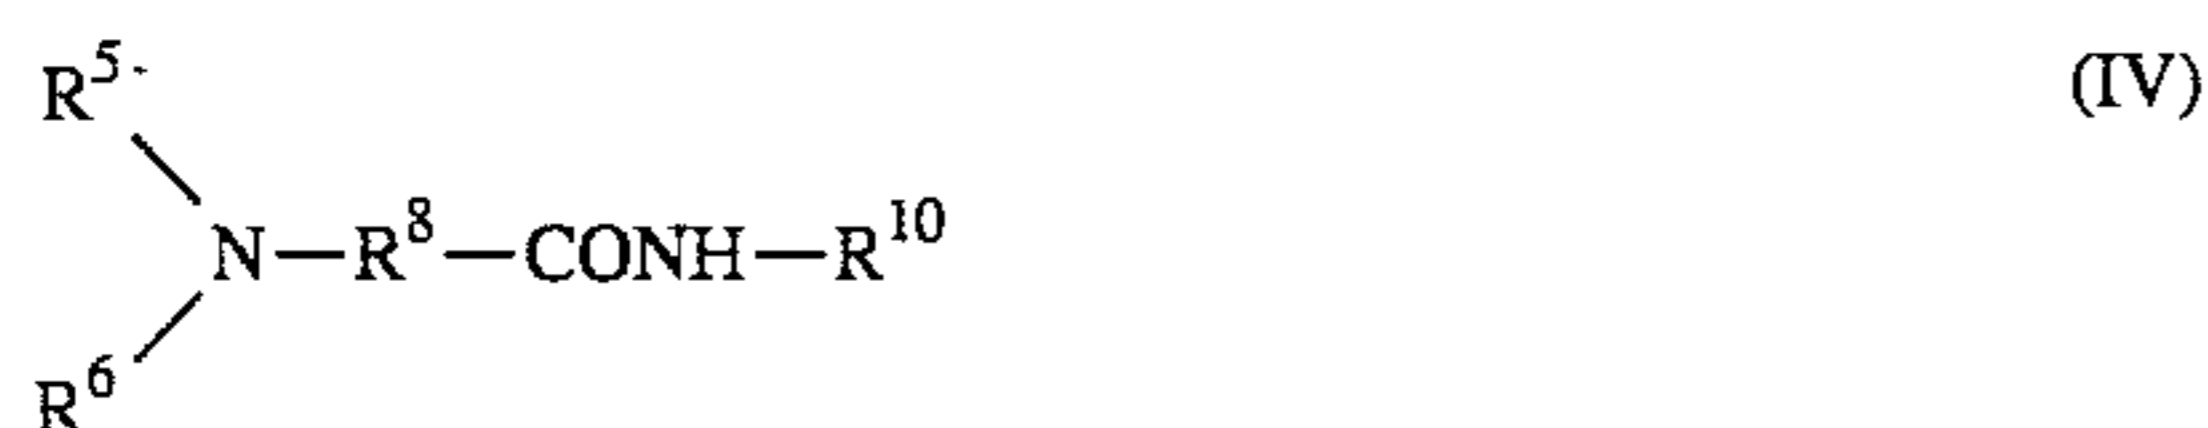 R⁵ (IV)
N—R⁸—CONH—R¹⁰
R⁶